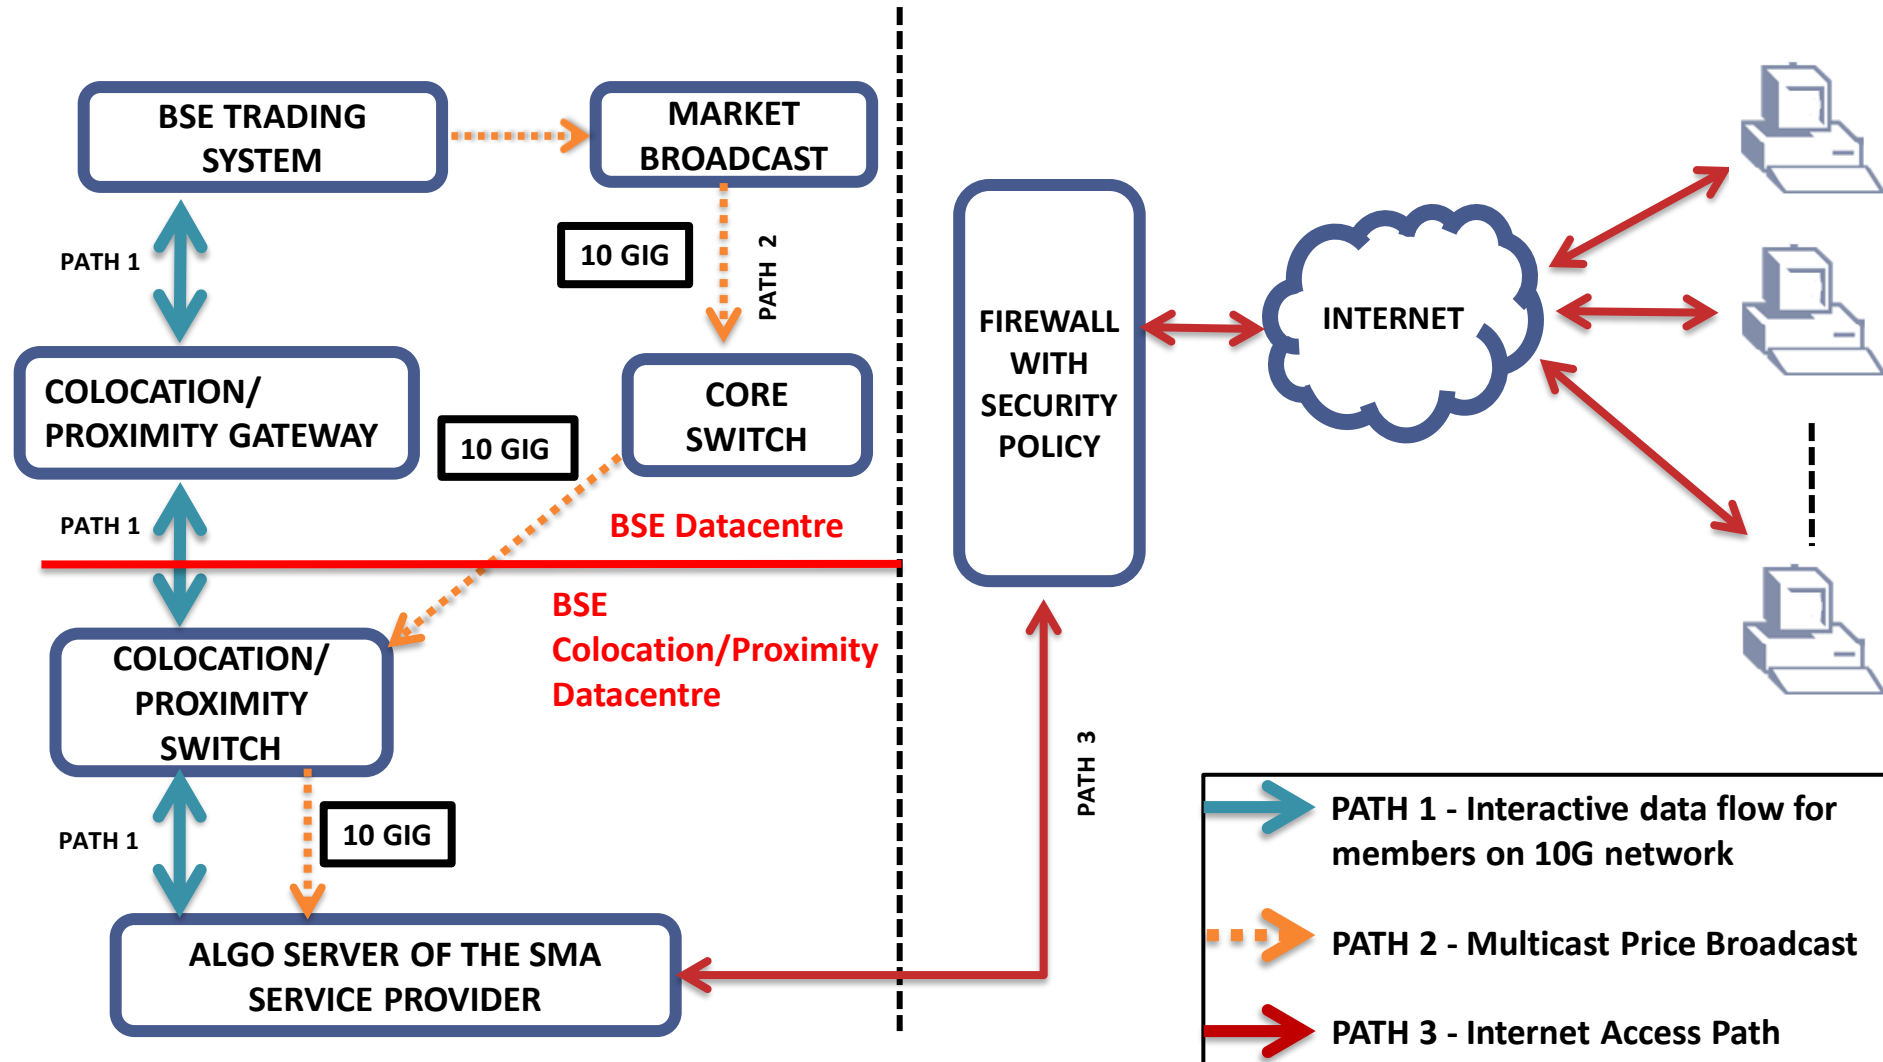 BSE TRADING
SYSTEM
MARKET
BROADCAST
PATH 1
10 GIG
PATH 2
COLOCATION/
PROXIMITY GATEWAY
10 GIG
CORE
SWITCH
PATH 1
BSE Datacentre
BSE
Colocation/Proximity
Datacentre
COLOCATION/
PROXIMITY
SWITCH
PATH 1
10 GIG
ALGO SERVER OF THE SMA
SERVICE PROVIDER
FIREWALL
WITH
SECURITY
POLICY
INTERNET
PATH 3
PATH 1 - Interactive data flow for
members on 10G network
PATH 2 - Multicast Price Broadcast
PATH 3 - Internet Access Path